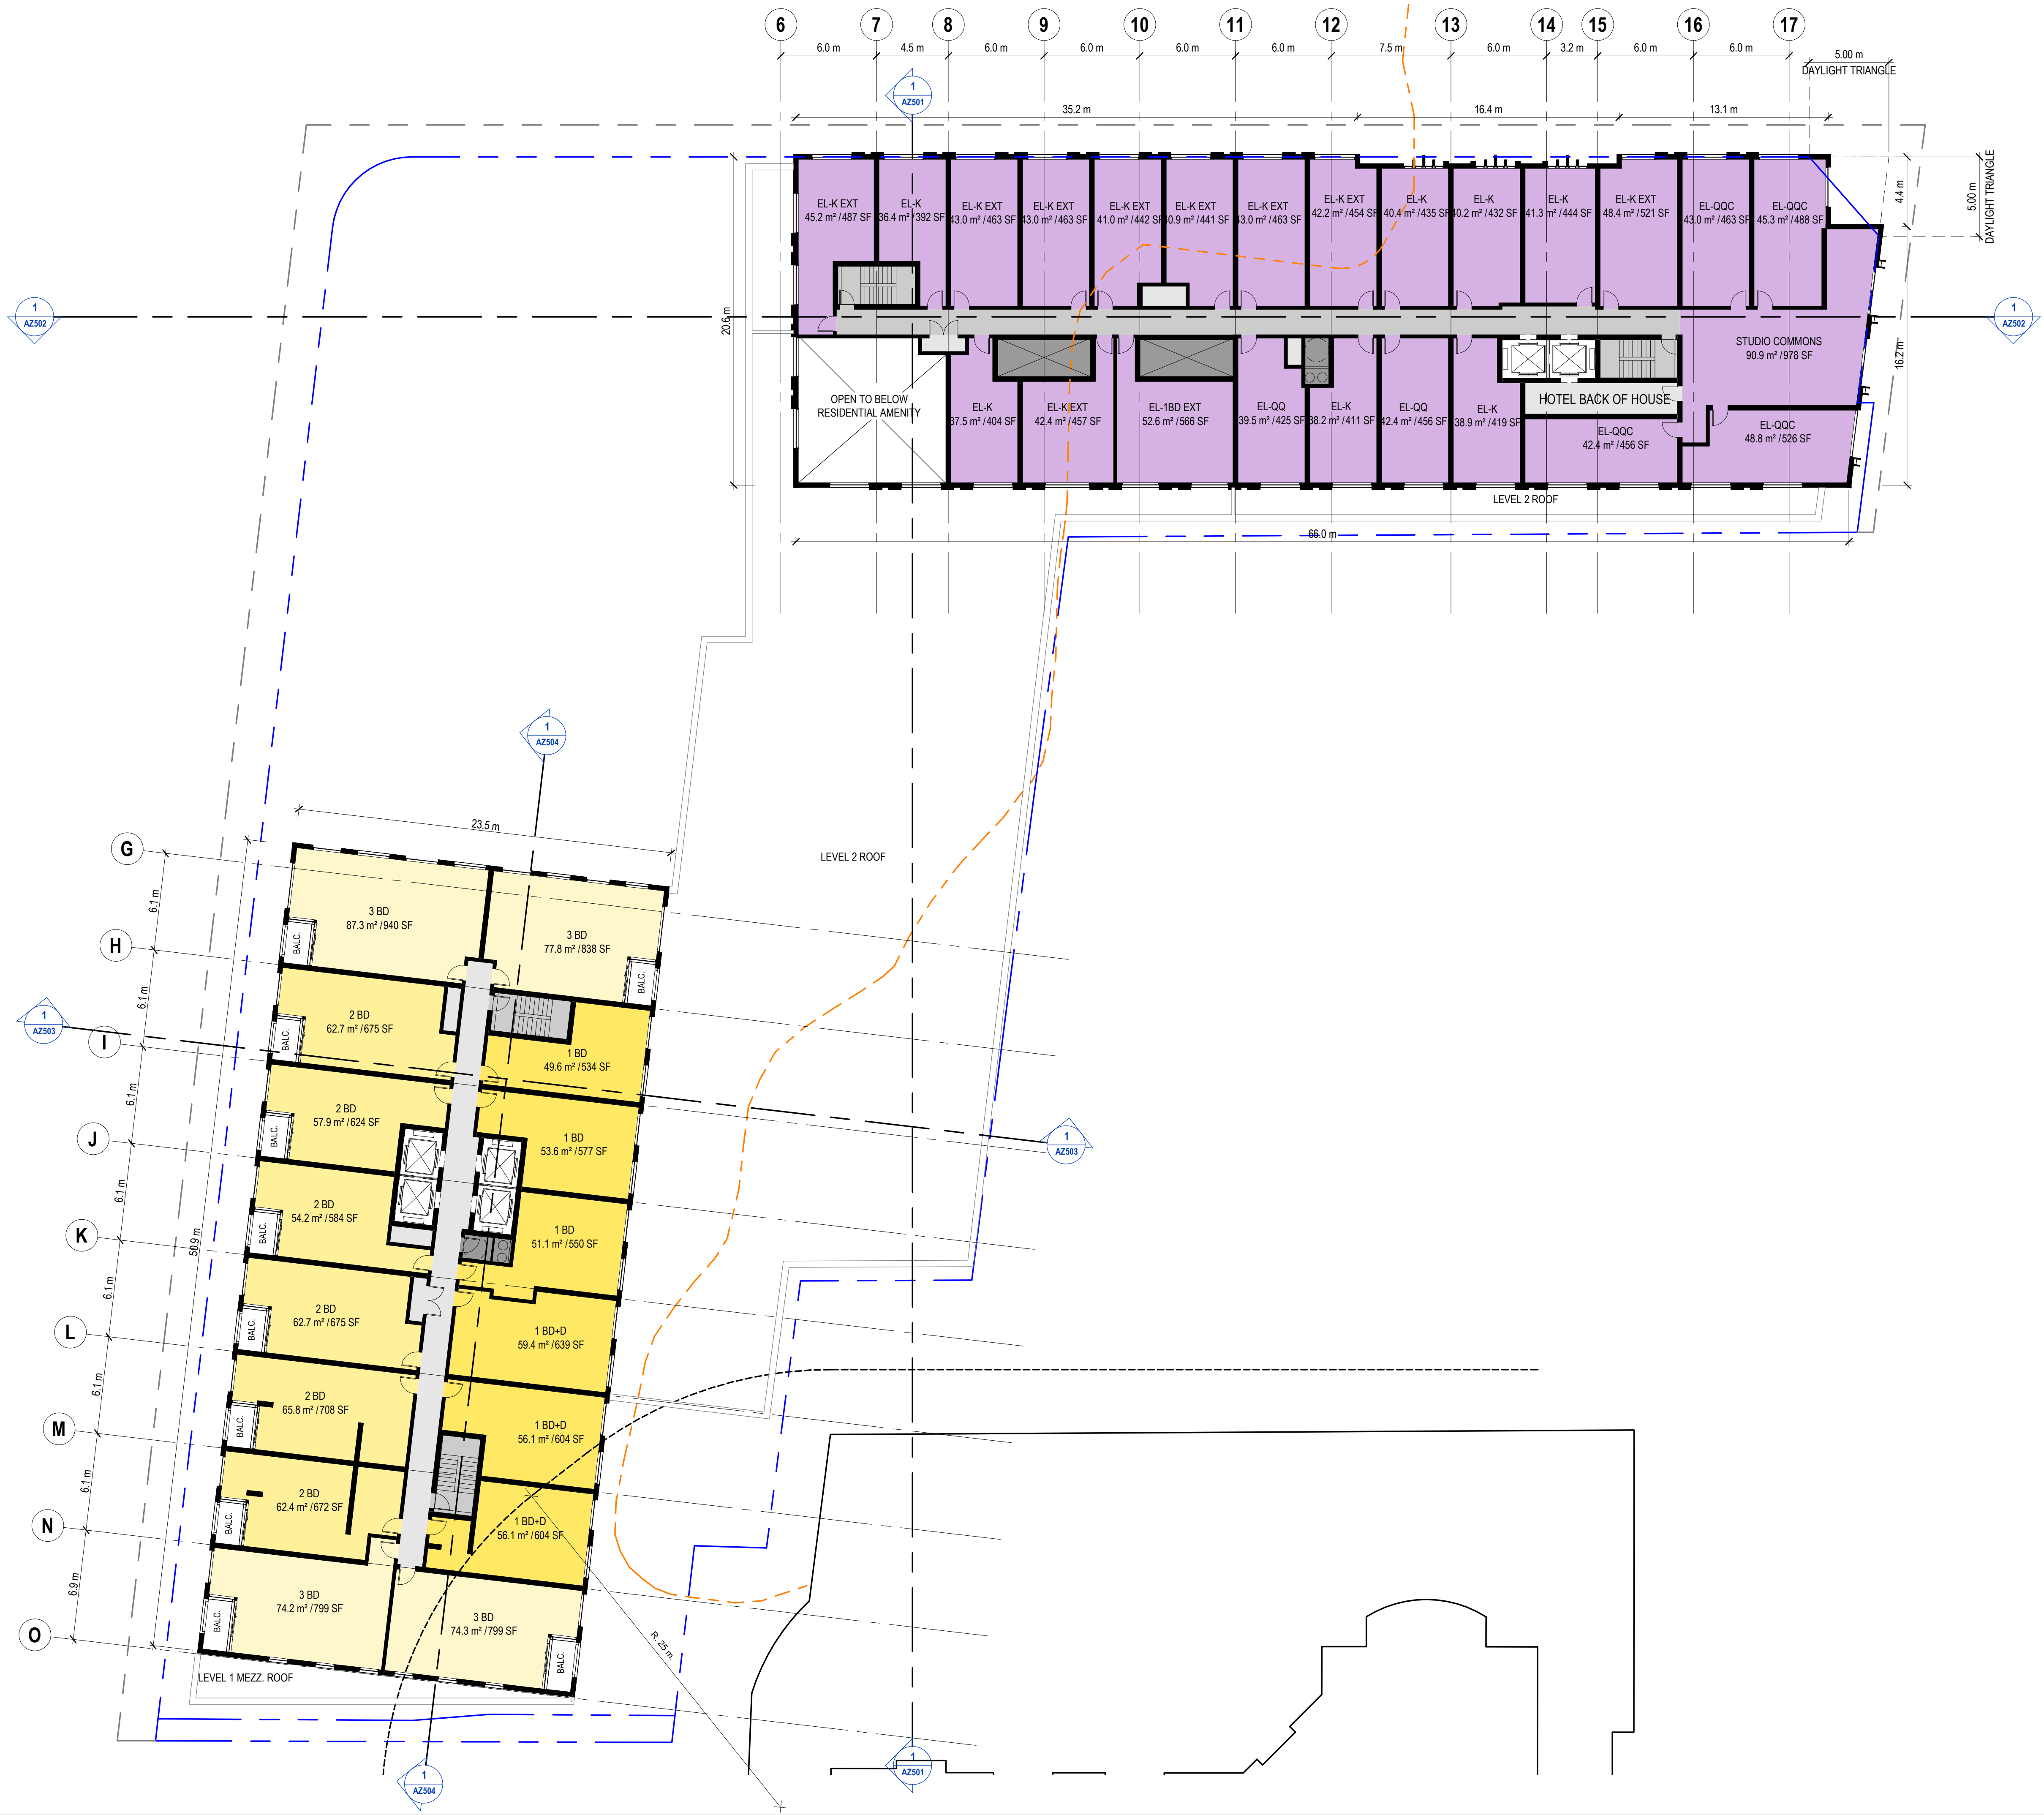 6 7 8 9 10 11 12 13 14 15 16 17
6.0 m 4.5 m 6.0 m 6.0 m 6.0 m 6.0 m 7.5 m 6.0 m 3.2 m 6.0 m 6.0 m
5.00 m
DAYLIGHT TRIANGLE
1
AZ501
35.2 m 16.4 m 13.1 m
EL-K EXT
45.2 m² / 487 SF
EL-K
36.4 m² / 392 SF
EL-K EXT
43.0 m² / 463 SF
EL-K EXT
43.0 m² / 463 SF
EL-K EXT
41.0 m² / 442 SF
EL-K EXT
40.9 m² / 441 SF
EL-K EXT
43.0 m² / 463 SF
EL-K EXT
42.2 m² / 454 SF
EL-K
40.4 m² / 435 SF
EL-K
40.2 m² / 432 SF
EL-K
41.3 m² / 444 SF
EL-K EXT
48.4 m² / 521 SF
EL-QQC
43.0 m² / 463 SF
EL-QQC
45.3 m² / 488 SF
4.4 m
5.00 m
DAYLIGHT TRIANGLE
1
AZ502
20.6 m
1
AZ502
STUDIO COMMONS
90.9 m² / 978 SF
16.2 m
OPEN TO BELOW
RESIDENTIAL AMENITY
EL-K
37.5 m² / 404 SF
EL-K EXT
42.4 m² / 457 SF
EL-1BD EXT
52.6 m² / 566 SF
EL-QQ
39.5 m² / 425 SF
EL-K
38.2 m² / 411 SF
EL-QQ
42.4 m² / 456 SF
EL-K
38.9 m² / 419 SF
HOTEL BACK OF HOUSE
EL-QQC
42.4 m² / 456 SF
EL-QQC
48.8 m² / 526 SF
LEVEL 2 ROOF
66.0 m
1
AZ504
23.5 m
LEVEL 2 ROOF
G
6.1 m
H
6.1 m
I
6.1 m
J
6.1 m
K
6.1 m
L
6.1 m
M
6.1 m
N
6.9 m
O
50.9 m
3 BD
87.3 m² / 940 SF
BALC.
3 BD
77.8 m² / 838 SF
BALC.
1
AZ503
2 BD
62.7 m² / 675 SF
BALC.
1 BD
49.6 m² / 534 SF
2 BD
57.9 m² / 624 SF
BALC.
1 BD
53.6 m² / 577 SF
1
AZ503
2 BD
54.2 m² / 584 SF
BALC.
1 BD
51.1 m² / 550 SF
2 BD
62.7 m² / 675 SF
BALC.
1 BD+D
59.4 m² / 639 SF
2 BD
65.8 m² / 708 SF
BALC.
1 BD+D
56.1 m² / 604 SF
2 BD
62.4 m² / 672 SF
BALC.
1 BD+D
56.1 m² / 604 SF
3 BD
74.2 m² / 799 SF
BALC.
3 BD
74.3 m² / 799 SF
BALC.
R. 25 m.
LEVEL 1 MEZZ. ROOF
1
AZ504
1
AZ501